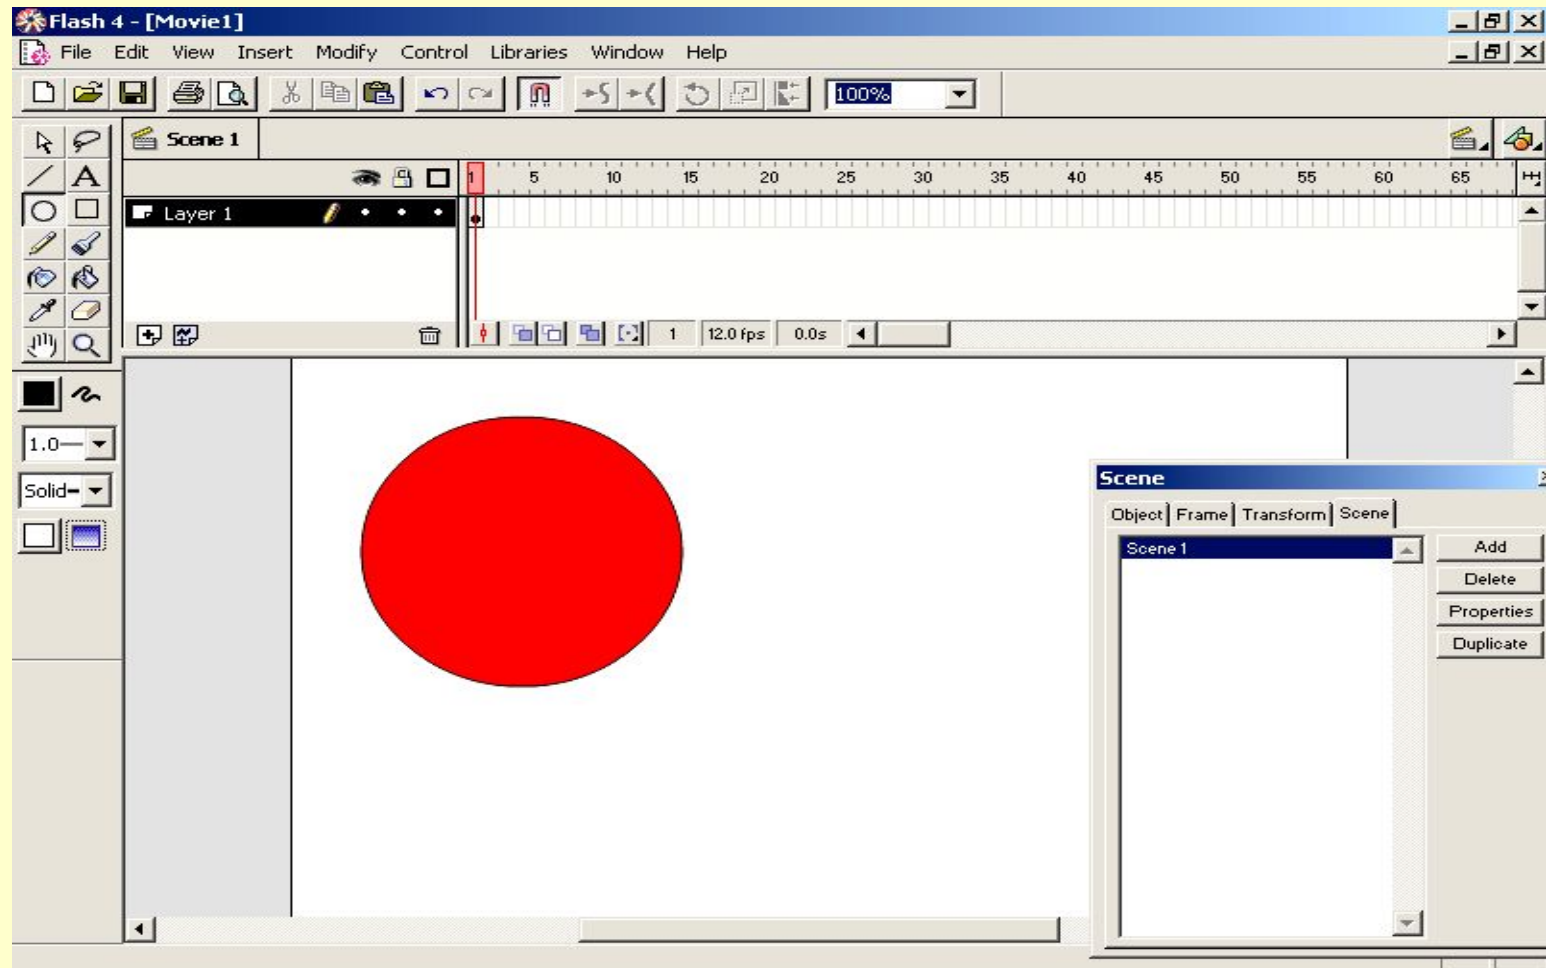 Flash 4 - [Movie1]
File Edit View Insert Modify Control Libraries Window Help
100%
Scene 1
1 5 10 15 20 25 30 35 40 45 50 55 60 65
Layer 1
1 12.0 fps 0.0s
1.0
Solid
Scene
Object Frame Transform Scene
Scene 1
Add
Delete
Properties
Duplicate